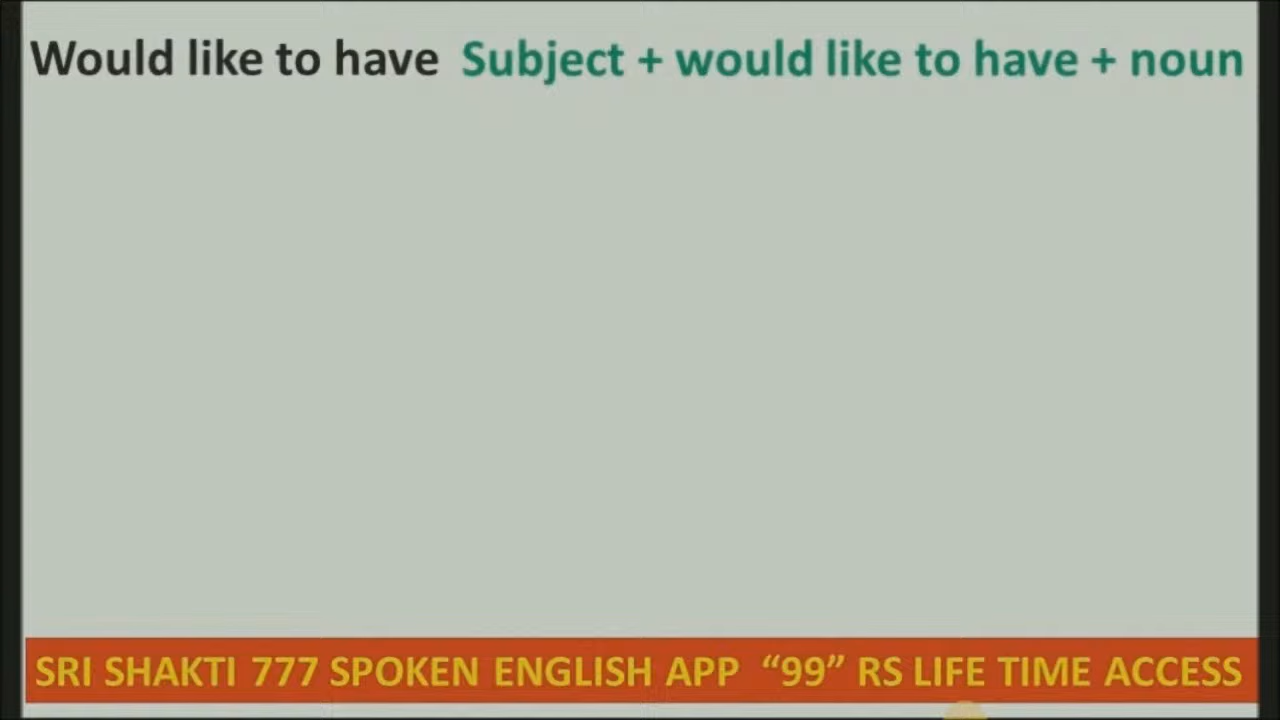 Would like to have Subject + would like to have + noun
SRI SHAKTI 777 SPOKEN ENGLISH APP “99” RS LIFE TIME ACCESS